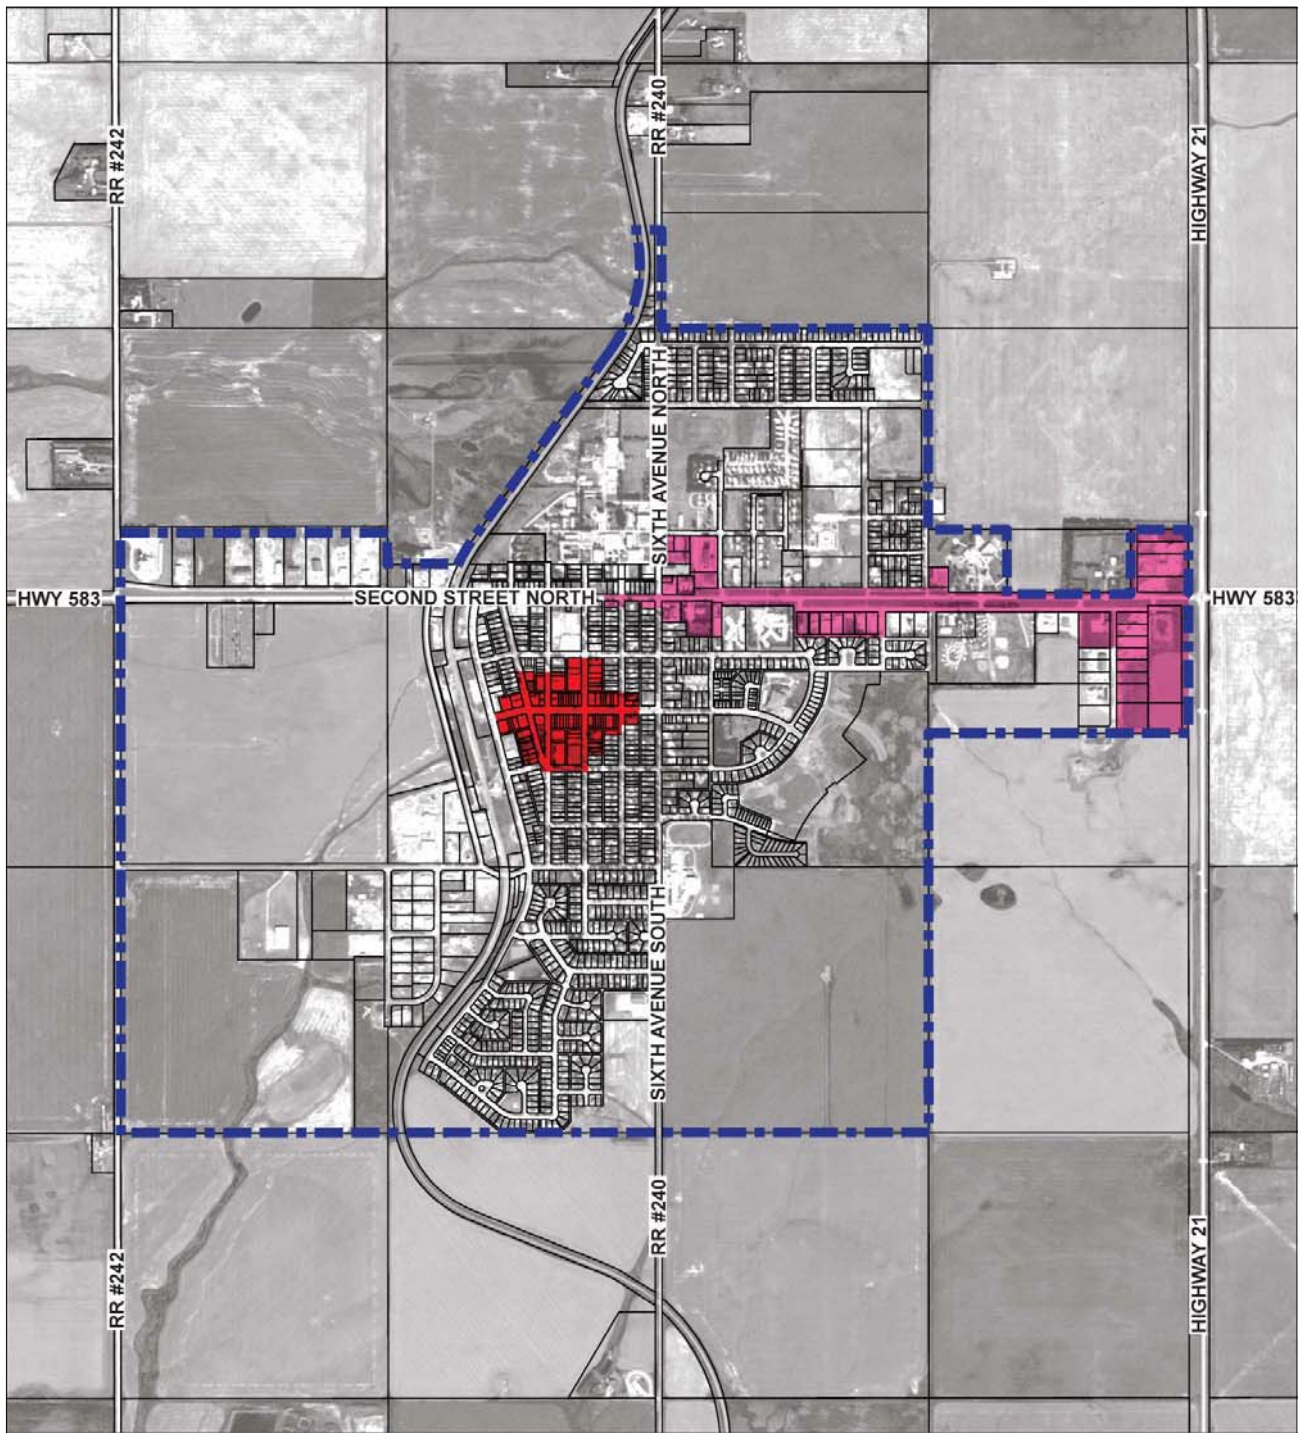 RR #242
RR #240
HIGHWAY 21
SIXTH AVENUE NORTH
HWY 583
SECOND STREET NORTH
HWY 583
SIXTH AVENUE SOUTH
RR #242
RR #240
HIGHWAY 21